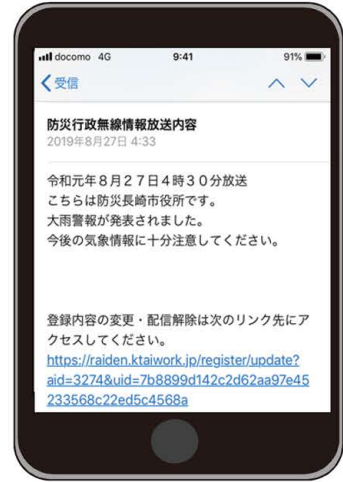 docomo 4G 9:41 91%
受信
防災行政無線情報放送内容
2019年8月27日 4:33
令和元年８月２７日４時３０分放送
こちらは防災長崎市役所です。
大雨警報が発表されました。
今後の気象情報に十分注意してください。
登録内容の変更・配信解除は次のリンク先にア
クセスしてください。
https://raiden.ktaiwork.jp/register/update?
aid=3274&uid=7b8899d142c2d62aa97e45
233568c22ed5c4568a